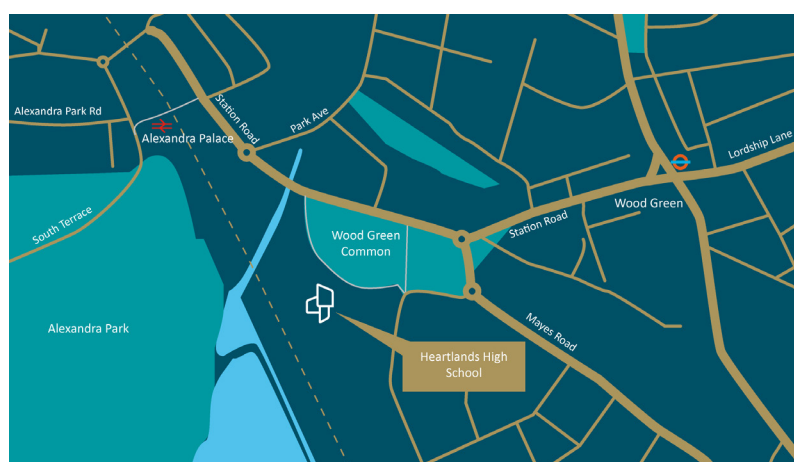 Alexandra Park Rd
Station Road
Park Ave
Alexandra Palace
Lordship Lane
South Terrace
Wood Green
Common
Station Road
Wood Green
Alexandra Park
Mayes Road
Heartlands High
School